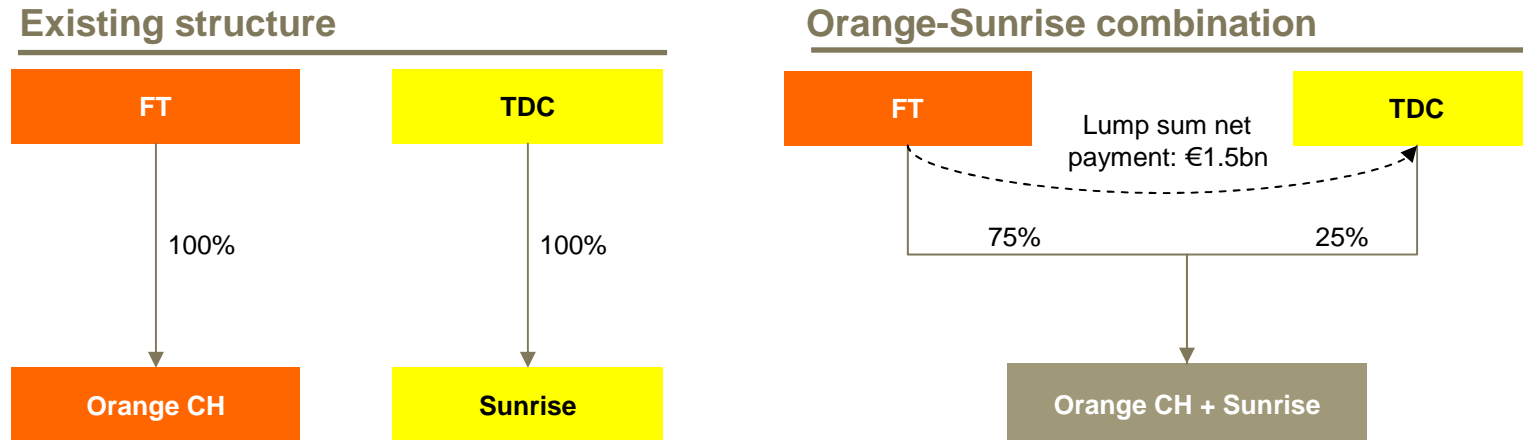 Existing structure
FT
TDC
100%
100%
Orange CH
Sunrise
Orange-Sunrise combination
FT
TDC
Lump sum net
payment: €1.5bn
75%
25%
Orange CH + Sunrise